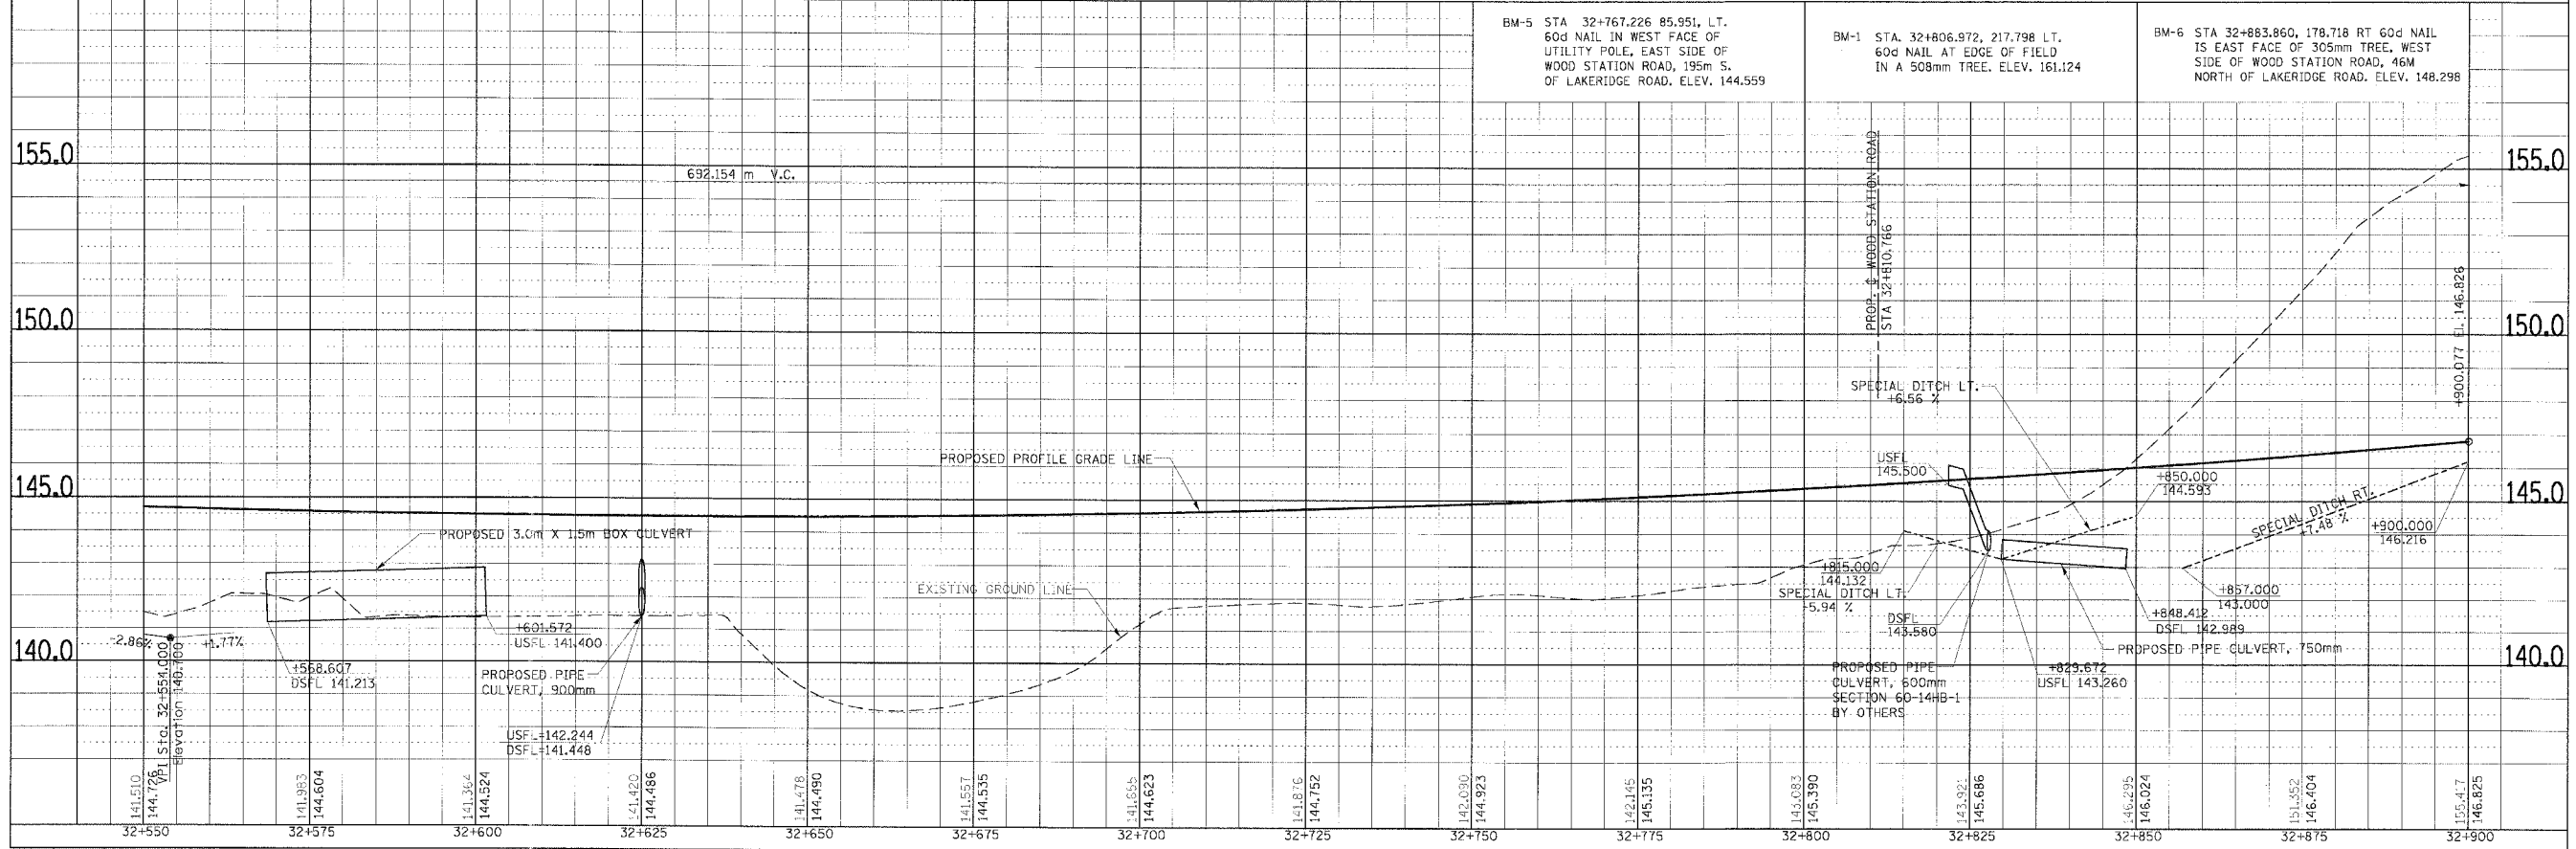 BM-5 STA 32+767.226 85.951, LT.
60d NAIL IN WEST FACE OF
UTILITY POLE, EAST SIDE OF
WOOD STATION ROAD, 195m S.
OF LAKERIDGE ROAD. ELEV. 144.559
BM-1 STA. 32+806.972, 217.798 LT.
60d NAIL AT EDGE OF FIELD
IN A 508mm TREE. ELEV. 161.124
BM-6 STA 32+883.860, 178.718 RT 60d NAIL
IS EAST FACE OF 305mm TREE, WEST
SIDE OF WOOD STATION ROAD, 46M
NORTH OF LAKERIDGE ROAD. ELEV. 148.298
155.0
155.0
692.154 m V.C.
PROP. ℄ WOOD STATION ROAD
STA 32+810.766
150.0
150.0
+900.077 EL. 146.826
SPECIAL DITCH LT.
+6.56 %
PROPOSED PROFILE GRADE LINE
USFL
145.500
+850.000
144.593
145.0
145.0
SPECIAL DITCH RT.
+7.48 %
+900.000
146.216
PROPOSED 3.0m X 1.5m BOX CULVERT
EXISTING GROUND LINE
+815.000
144.132
SPECIAL DITCH LT.
-5.94 %
+857.000
143.000
DSFL
143.580
+848.412
DSFL 142.989
-2.86%
+1.77%
+601.572
USFL 141.400
PROPOSED PIPE CULVERT, 750mm
140.0
140.0
VPI Sta. 32+554.000
Elevation 140.700
+568.607
DSFL 141.213
PROPOSED PIPE
CULVERT, 900mm
PROPOSED PIPE
CULVERT, 600mm
SECTION 60-14HB-1
BY OTHERS
+829.672
USFL 143.260
USFL=142.244
DSFL=141.448
141.510
144.726
141.983
144.604
141.364
144.524
141.420
144.486
141.478
144.490
141.557
144.535
141.655
144.623
141.876
144.752
142.090
144.923
142.145
145.135
143.083
145.390
143.921
145.686
146.295
146.024
151.352
146.404
155.417
146.825
32+550
32+575
32+600
32+625
32+650
32+675
32+700
32+725
32+750
32+775
32+800
32+825
32+850
32+875
32+900